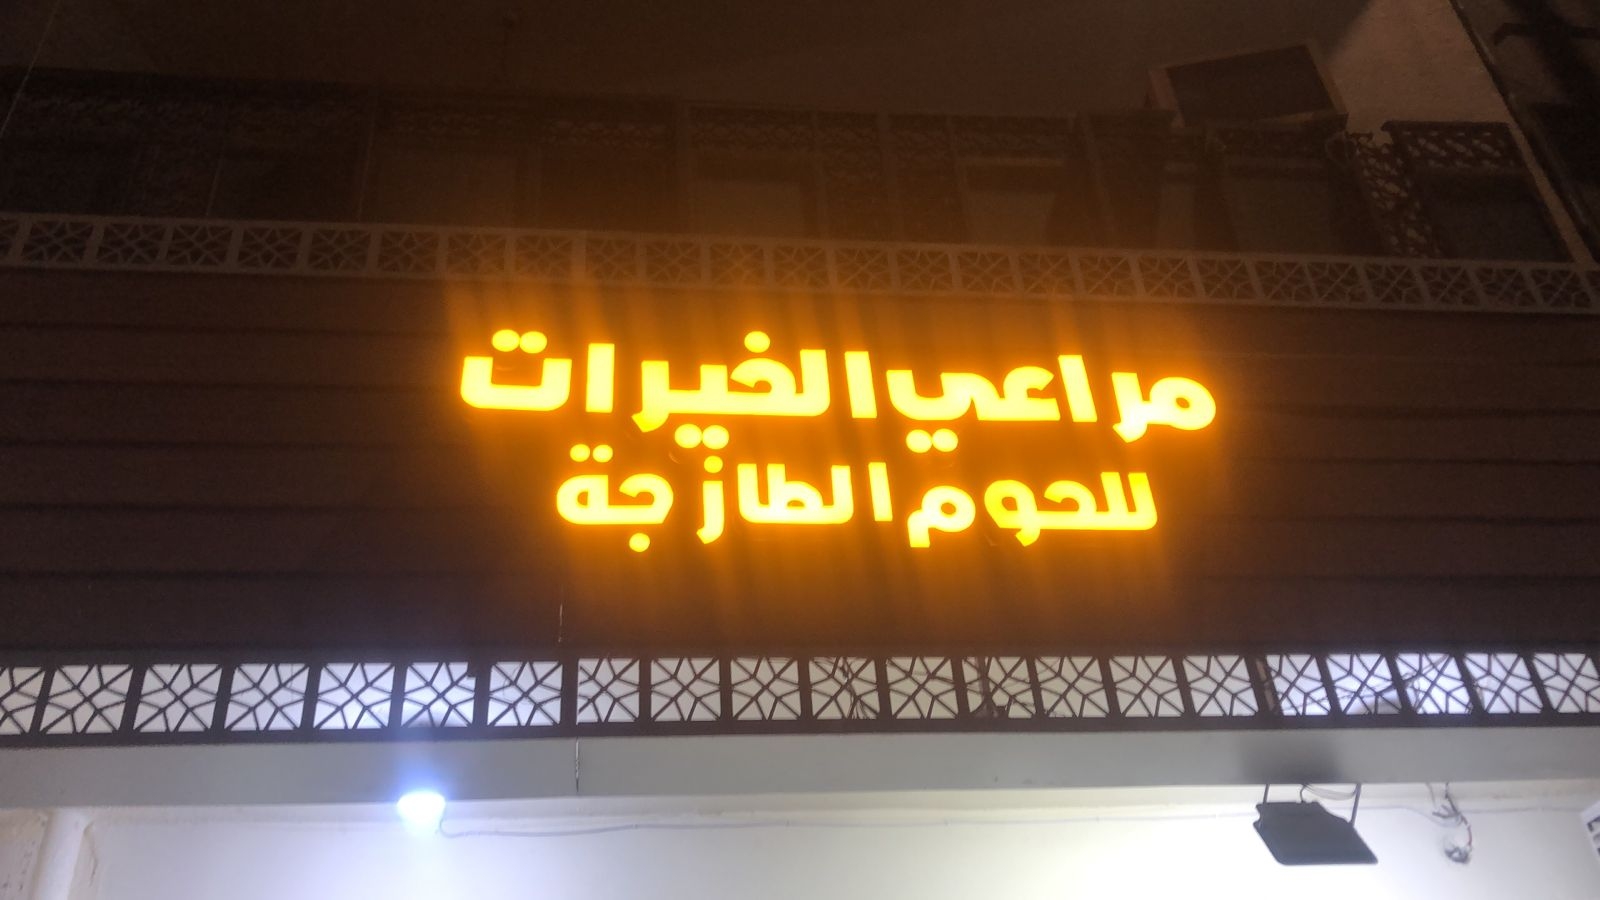 مراعي الخيرات
للحوم الطازجة